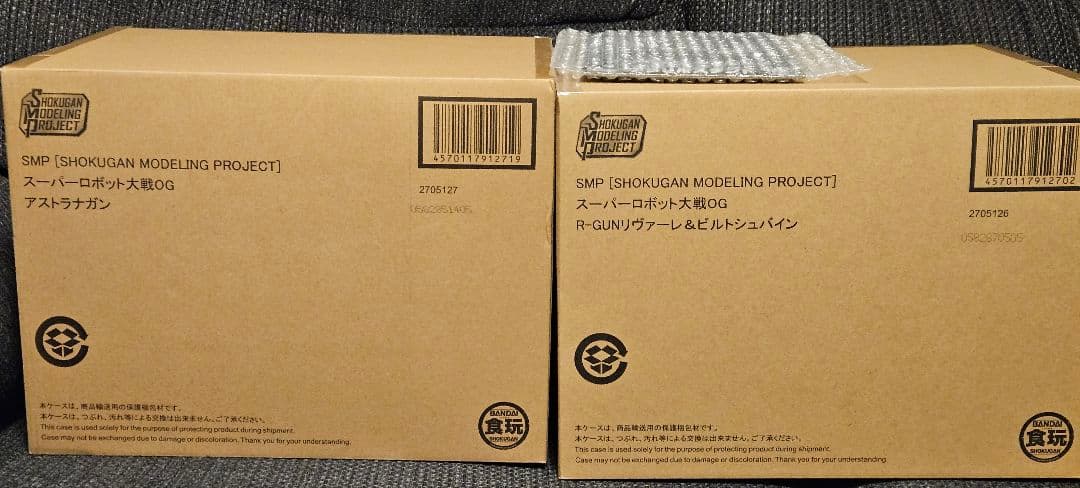 SHOKUGAN
MODELING
PROJECT
4570117912719
SMP [SHOKUGAN MODELING PROJECT]
スーパーロボット大戦OG
アストラナガン
2705127
0582851405
本ケースは、商品輸送用の保護梱包材です。
本ケースは、つぶれ、汚れ等による交換は出来ません。ご了承ください。
This case is used solely for the purpose of protecting product during shipment.
Case may not be exchanged due to damage or discoloration. Thank you for your understanding.
BANDAI
食玩
SHOKUGAN
SHOKUGAN
MODELING
PROJECT
4570117912702
SMP [SHOKUGAN MODELING PROJECT]
スーパーロボット大戦OG
R-GUNリヴァーレ&ビルトシュバイン
2705126
0582870505
本ケースは、商品輸送用の保護梱包材です。
本ケースは、つぶれ、汚れ等による交換は出来ません。ご了承ください。
This case is used solely for the purpose of protecting product during shipment.
Case may not be exchanged due to damage or discoloration. Thank you for your understanding.
BANDAI
食玩
SHOKUGAN